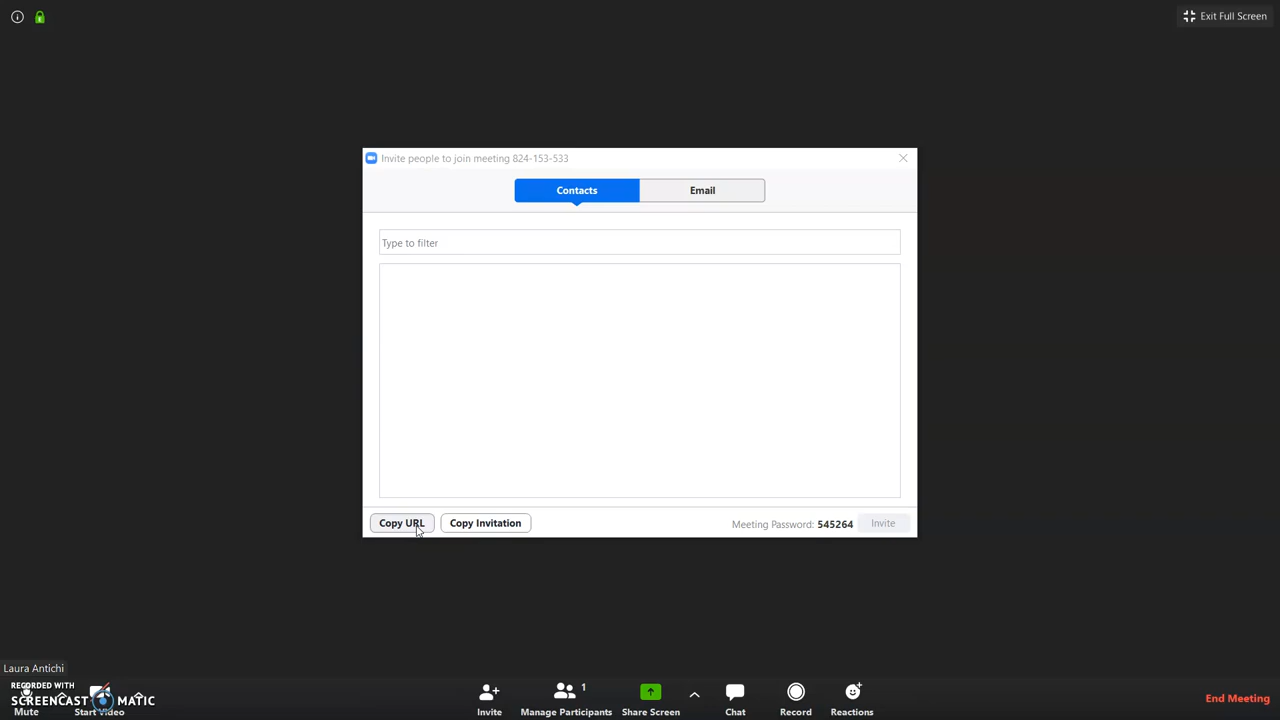 Exit Full Screen
Invite people to join meeting 824-153-533
Contacts
Email
Type to filter
Copy URL
Copy Invitation
Meeting Password: 545264
Invite
Laura Antichi
RECORDED WITH
SCREENCAST MATIC
Mute
Start Video
Invite
Manage Participants
1
Share Screen
Chat
Record
Reactions
End Meeting